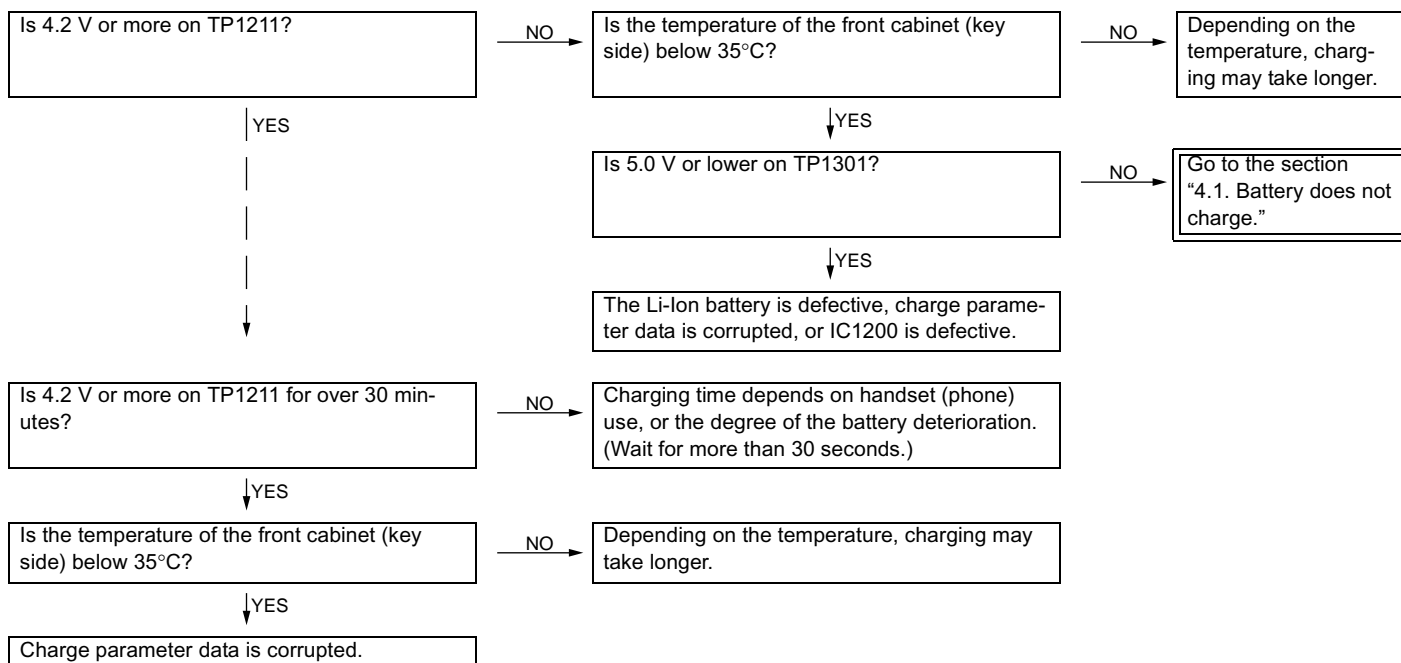 Is 4.2 V or more on TP1211?
NO
Is the temperature of the front cabinet (key
side) below 35°C?
NO
Depending on the
temperature, charg-
ing may take longer.
YES
YES
Is 5.0 V or lower on TP1301?
NO
Go to the section
“4.1. Battery does not
charge.”
YES
The Li-Ion battery is defective, charge parame-
ter data is corrupted, or IC1200 is defective.
Is 4.2 V or more on TP1211 for over 30 min-
utes?
NO
Charging time depends on handset (phone)
use, or the degree of the battery deterioration.
(Wait for more than 30 seconds.)
YES
Is the temperature of the front cabinet (key
side) below 35°C?
NO
Depending on the temperature, charging may
take longer.
YES
Charge parameter data is corrupted.